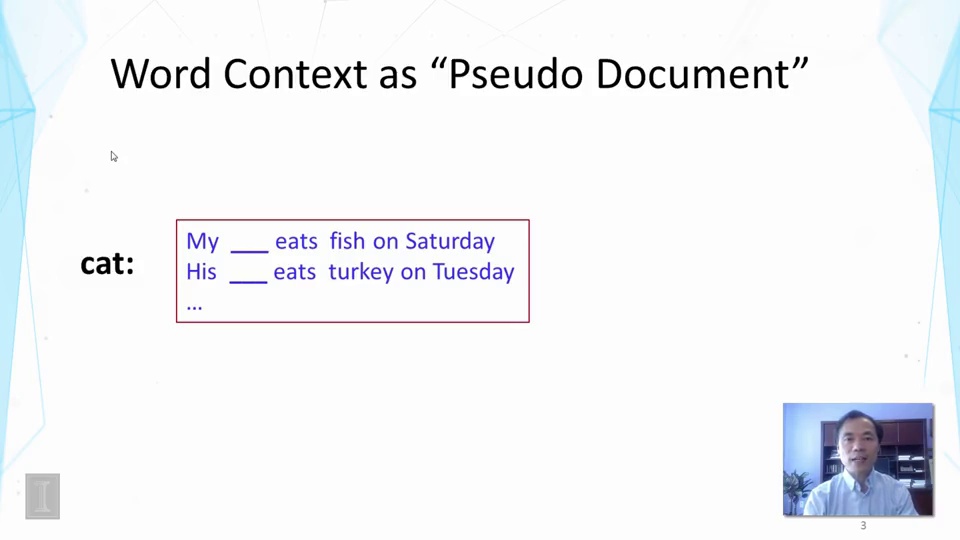 Word Context as “Pseudo Document”
cat:
My ___ eats fish on Saturday
His ___ eats turkey on Tuesday
...
I
3